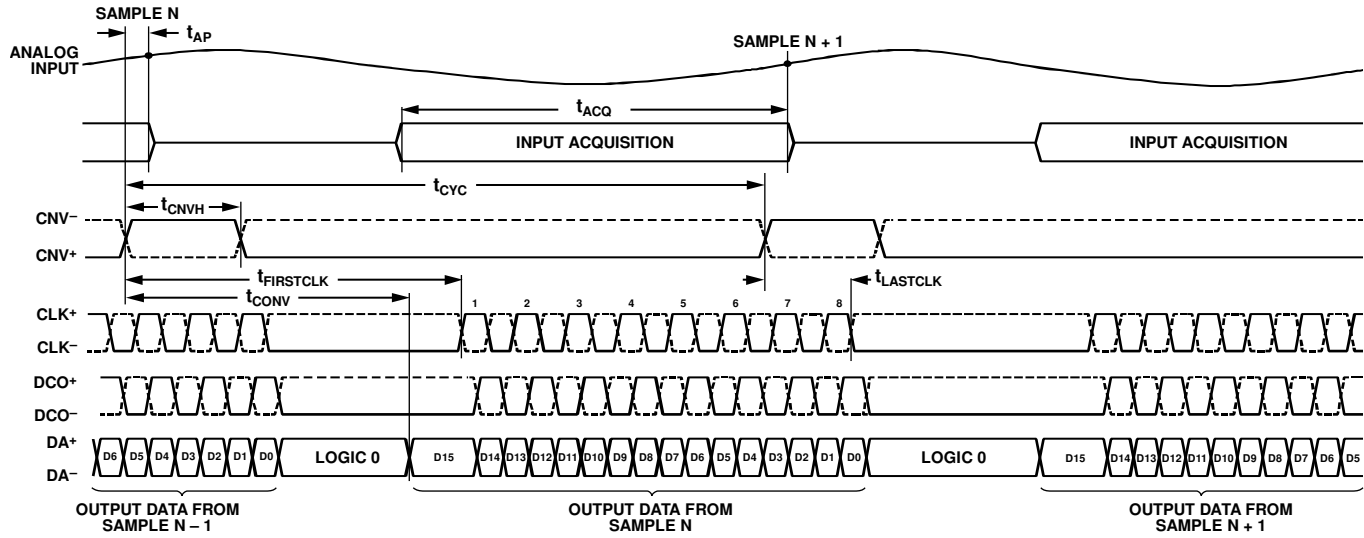 SAMPLE N
tAP
ANALOG
INPUT
SAMPLE N + 1
tACQ
INPUT ACQUISITION
INPUT ACQUISITION
tCYC
CNV–
tCNVH
CNV+
tFIRSTCLK
tLASTCLK
tCONV
1 2 3 4 5 6 7 8
CLK+
CLK–
DCO+
DCO–
DA+
DA–
D6 D5 D4 D3 D2 D1 D0 LOGIC 0 D15 D14 D13 D12 D11 D10 D9 D8 D7 D6 D5 D4 D3 D2 D1 D0 LOGIC 0 D15 D14 D13 D12 D11 D10 D9 D8 D7 D6 D5
OUTPUT DATA FROM
SAMPLE N – 1
OUTPUT DATA FROM
SAMPLE N
OUTPUT DATA FROM
SAMPLE N + 1